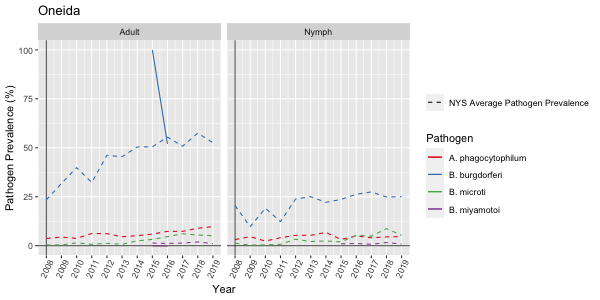 Oneida
Adult
Nymph
Pathogen Prevalence (%)
100
75
50
25
0
2008 2009 2010 2011 2012 2013 2014 2015 2016 2017 2018 2019
2008 2009 2010 2011 2012 2013 2014 2015 2016 2017 2018 2019
Year
NYS Average Pathogen Prevalence
Pathogen
A. phagocytophilum
B. burgdorferi
B. microti
B. miyamotoi